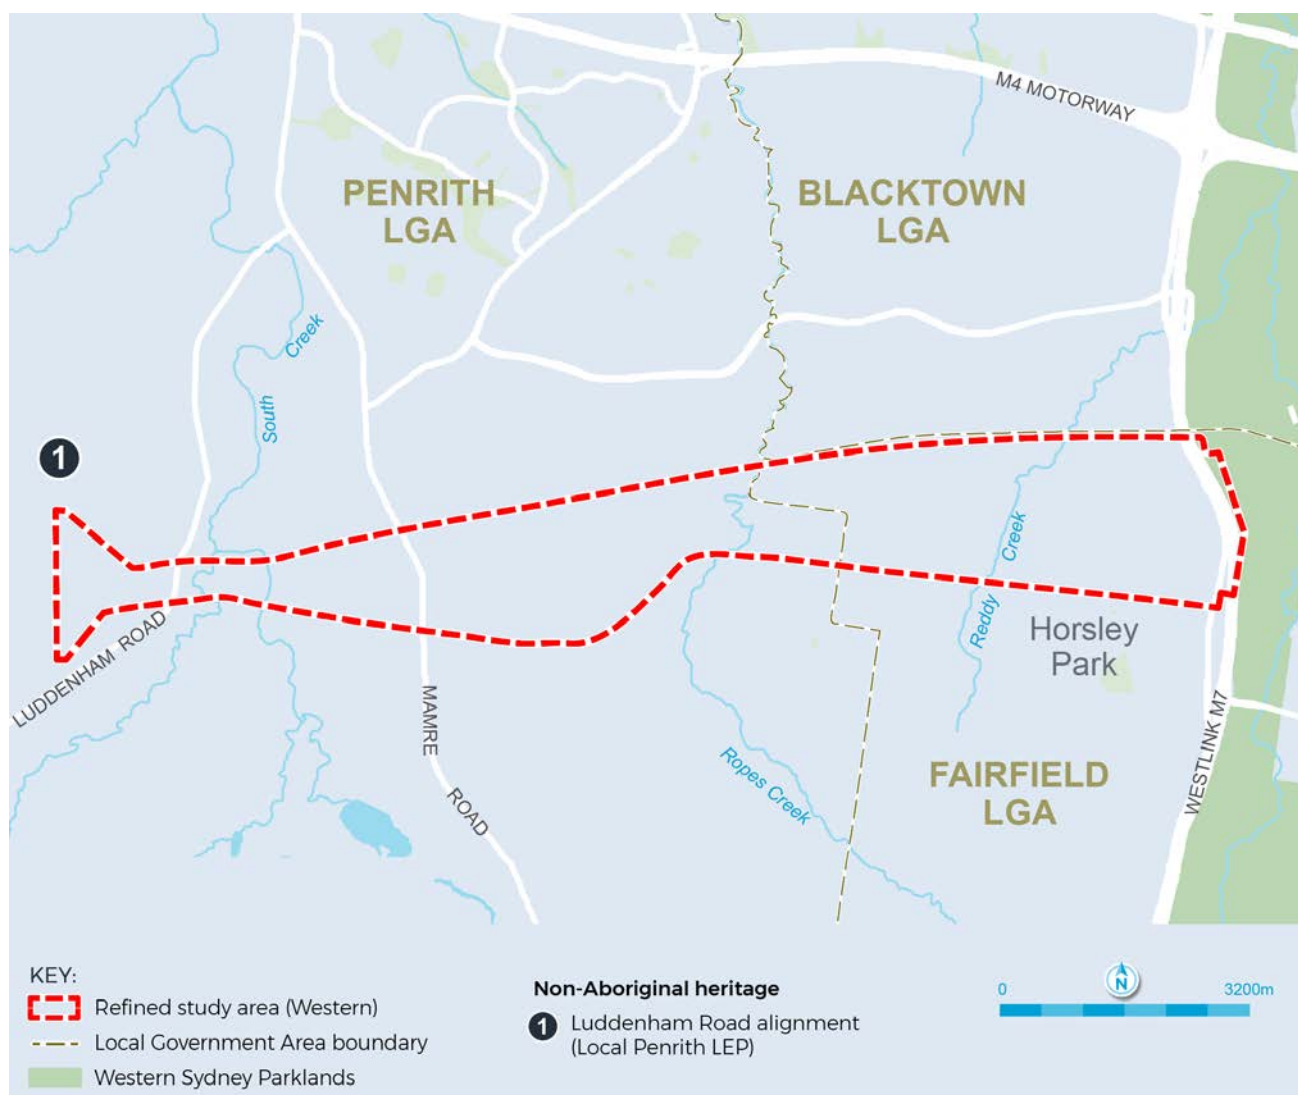 M4 MOTORWAY
PENRITH
LGA
BLACKTOWN
LGA
South
Creek
1
Reddy
Creek
Horsley
Park
LUDDENHAM ROAD
MAMRE
ROAD
Ropes Creek
WESTLINK M7
FAIRFIELD
LGA
KEY:
Refined study area (Western)
Local Government Area boundary
Western Sydney Parklands
Non-Aboriginal heritage
1 Luddenham Road alignment
(Local Penrith LEP)
0 3200m
N